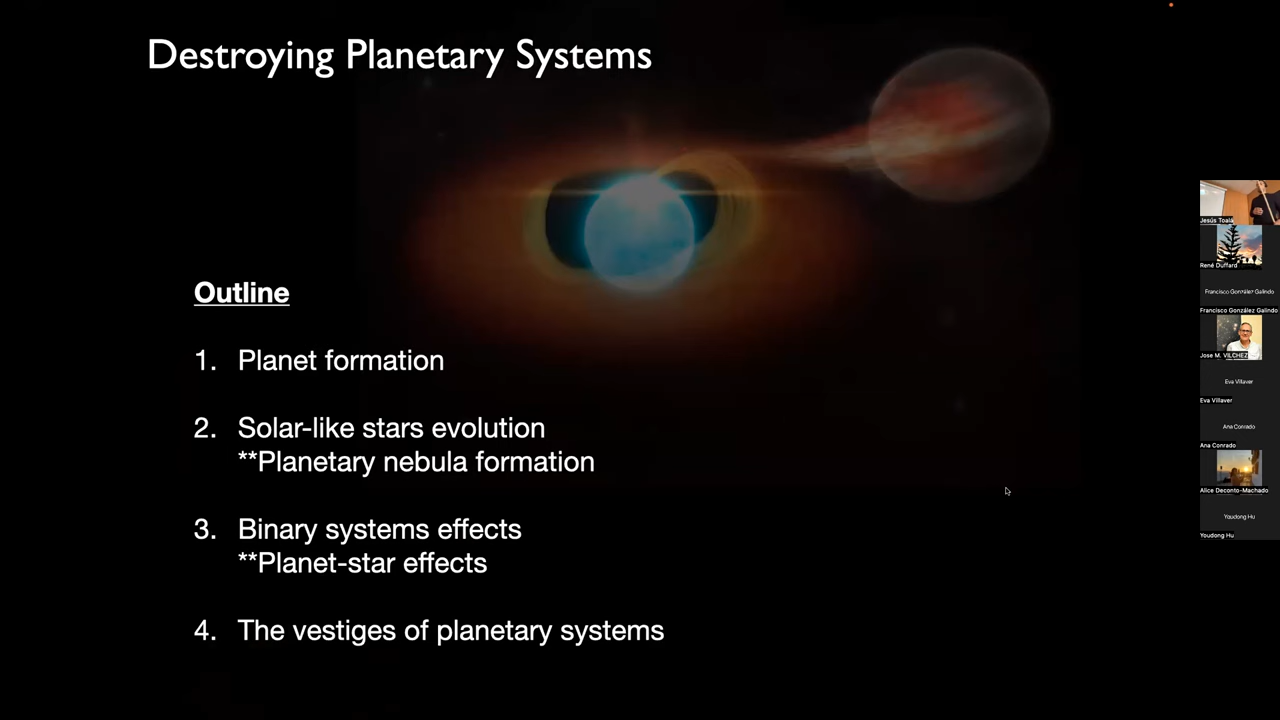 Destroying Planetary Systems
Outline
1. Planet formation
2. Solar-like stars evolution
**Planetary nebula formation
3. Binary systems effects
**Planet-star effects
4. The vestiges of planetary systems
Jesús Toalá
René Duffard
Francisco González Galindo
Francisco González Galindo
Jose M. VILCHEZ
Eva Villaver
Eva Villaver
Ana Conrado
Ana Conrado
Alice Deconto-Machado
Youdong Hu
Youdong Hu